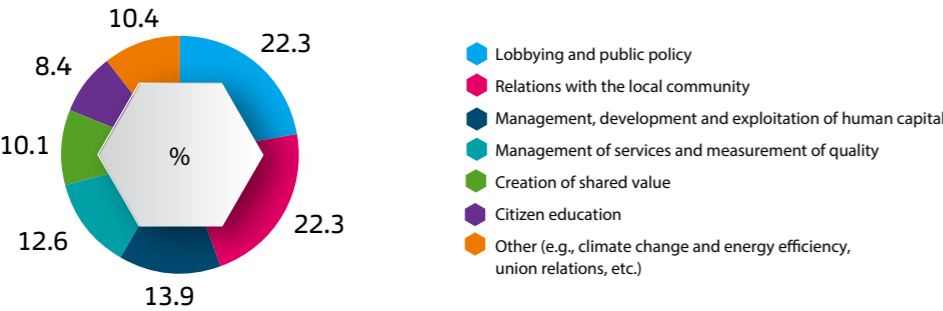 10.4
22.3
8.4
10.1
%
12.6
22.3
13.9
Lobbying and public policy
Relations with the local community
Management, development and exploitation of human capital
Management of services and measurement of quality
Creation of shared value
Citizen education
Other (e.g., climate change and energy efficiency,
union relations, etc.)